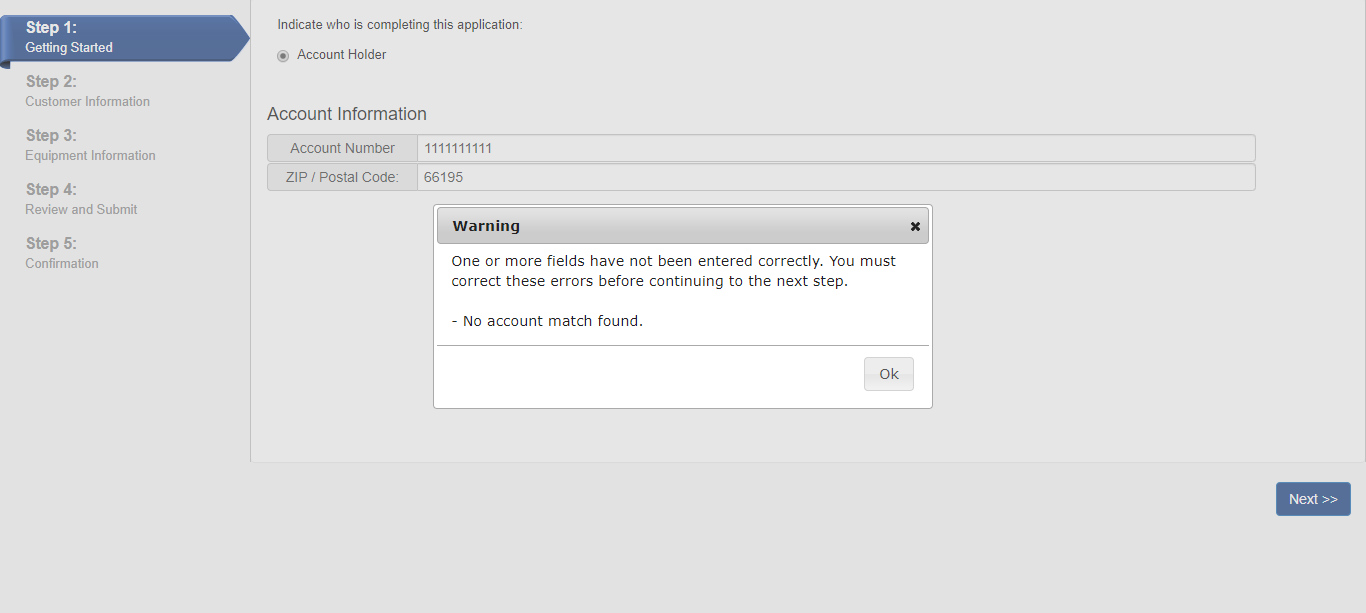 Step 1:
Getting Started
Step 2:
Customer Information
Step 3:
Equipment Information
Step 4:
Review and Submit
Step 5:
Confirmation
Indicate who is completing this application:
Account Holder
Account Information
Account Number 1111111111
ZIP / Postal Code: 66195
Warning
One or more fields have not been entered correctly. You must
correct these errors before continuing to the next step.
- No account match found.
Ok
Next >>